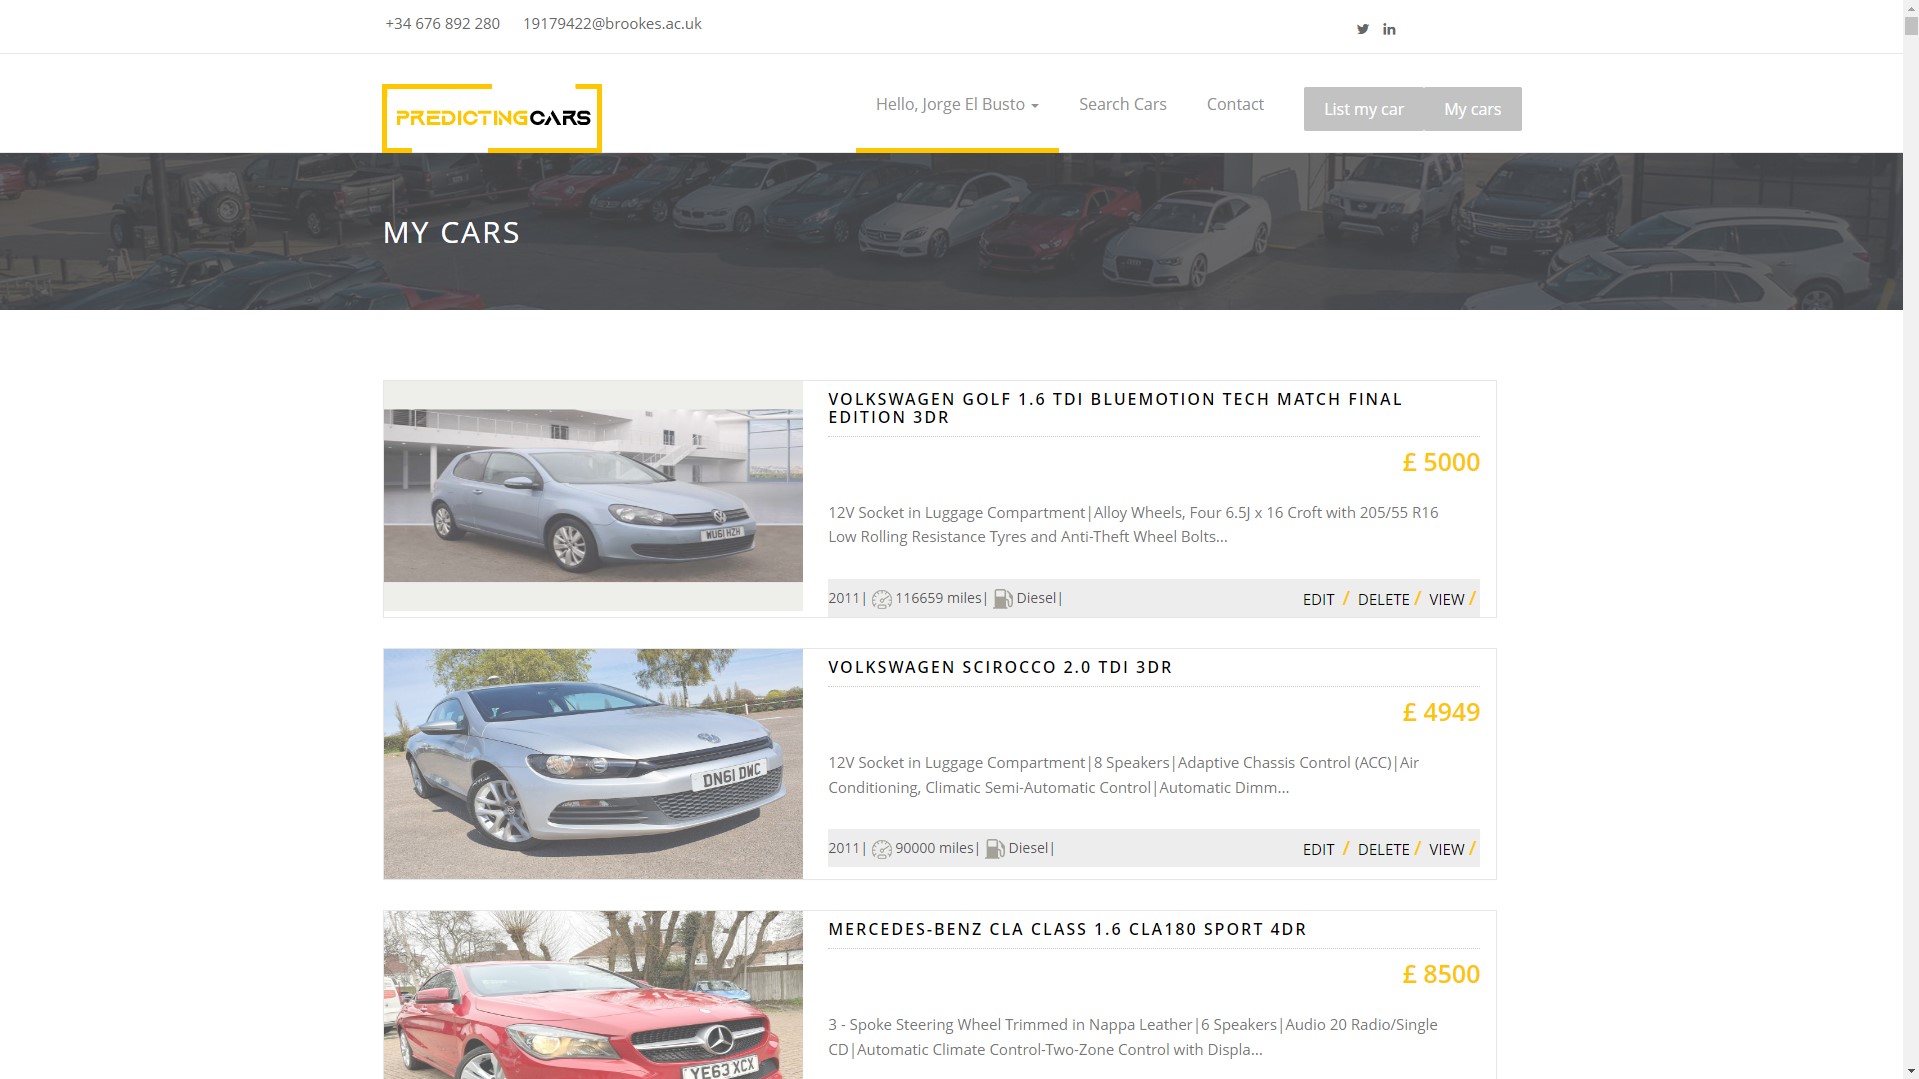 +34 676 892 280 19179422@brookes.ac.uk
PREDICTINGCARS
Hello, Jorge El Busto Search Cars Contact List my car My cars
MY CARS
VOLKSWAGEN GOLF 1.6 TDI BLUEMOTION TECH MATCH FINAL
EDITION 3DR
£ 5000
12V Socket in Luggage Compartment|Alloy Wheels, Four 6.5J x 16 Croft with 205/55 R16
Low Rolling Resistance Tyres and Anti-Theft Wheel Bolts...
WU61 HZH
2011| 116659 miles| Diesel| EDIT / DELETE / VIEW /
VOLKSWAGEN SCIROCCO 2.0 TDI 3DR
£ 4949
12V Socket in Luggage Compartment|8 Speakers|Adaptive Chassis Control (ACC)|Air
Conditioning, Climatic Semi-Automatic Control|Automatic Dimm...
DN61 DWC
2011| 90000 miles| Diesel| EDIT / DELETE / VIEW /
MERCEDES-BENZ CLA CLASS 1.6 CLA180 SPORT 4DR
£ 8500
3 - Spoke Steering Wheel Trimmed in Nappa Leather|6 Speakers|Audio 20 Radio/Single
CD|Automatic Climate Control-Two-Zone Control with Displa...
YE63 XCX